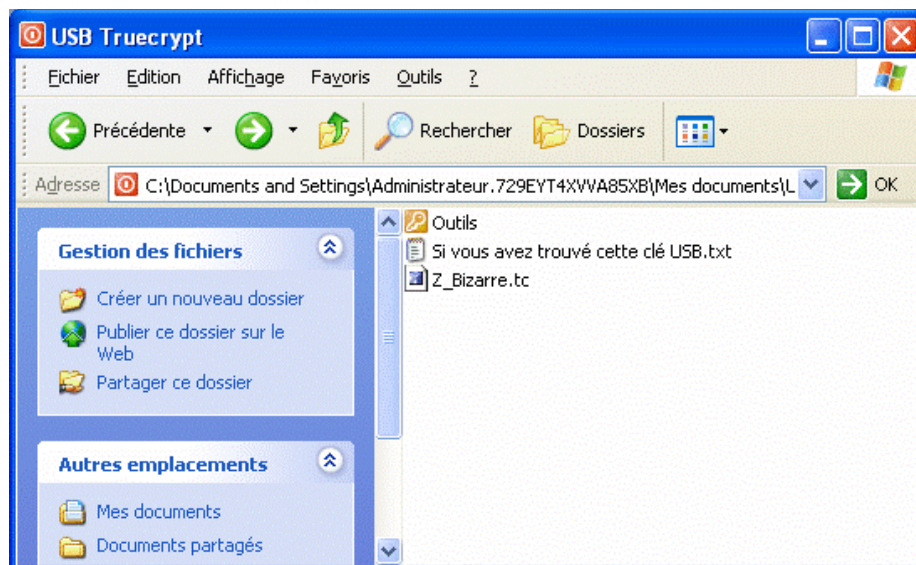 USB Truecrypt
Fichier Edition Affichage Favoris Outils ?
Précédente Rechercher Dossiers
Adresse C:\Documents and Settings\Administrateur.729EYT4XVVA85XB\Mes documents\L OK
Gestion des fichiers
Créer un nouveau dossier
Publier ce dossier sur le
Web
Partager ce dossier
Autres emplacements
Mes documents
Documents partagés
Outils
Si vous avez trouvé cette clé USB.txt
Z_Bizarre.tc